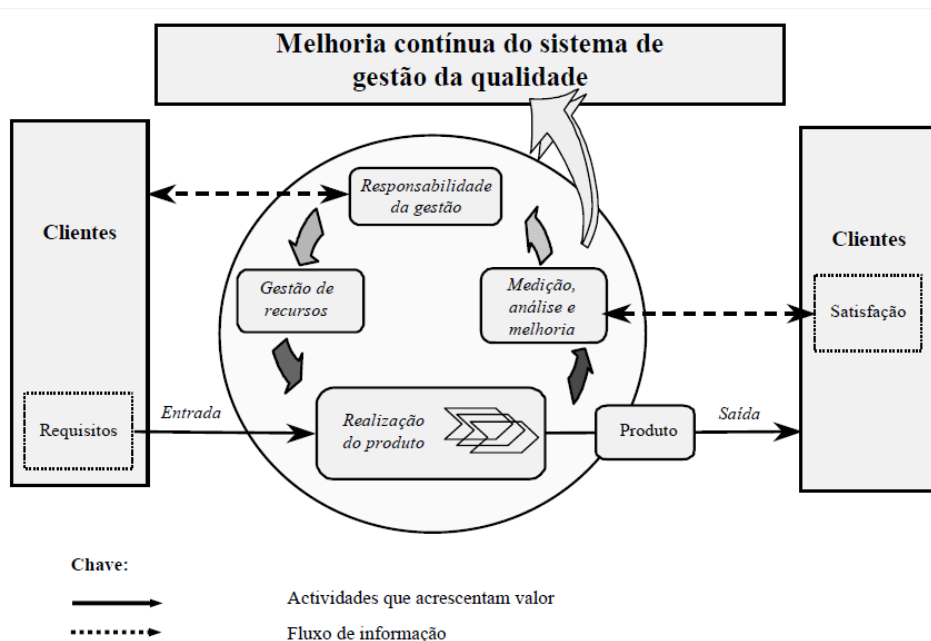 Melhoria contínua do sistema de
gestão da qualidade
Responsabilidade
da gestão
Clientes
Clientes
Gestão de
recursos
Medição,
análise e
melhoria
Satisfação
Requisitos
Entrada
Realização
do produto
Produto
Saída
Chave:
Actividades que acrescentam valor
Fluxo de informação